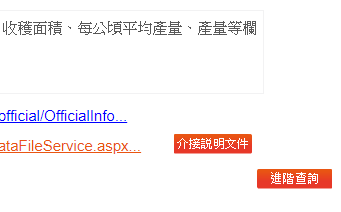 收穫面積、每公頃平均產量、產量等欄
official/OfficialInfo...
ataFileService.aspx...
介接說明文件
進階查詢